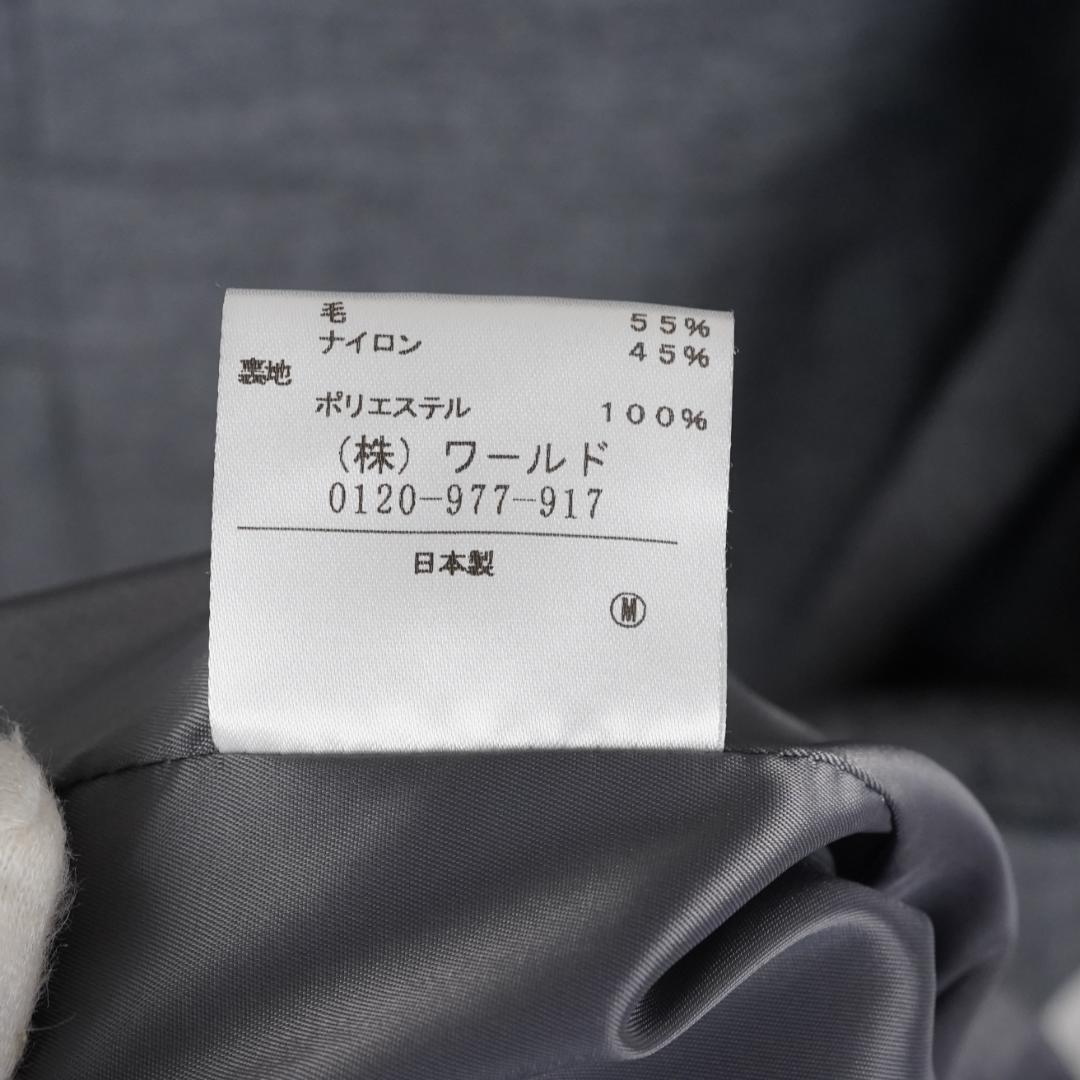 毛 55%
ナイロン 45%
裏地
ポリエステル 100%
(株) ワールド
0120-977-917
日本製
Ⓜ